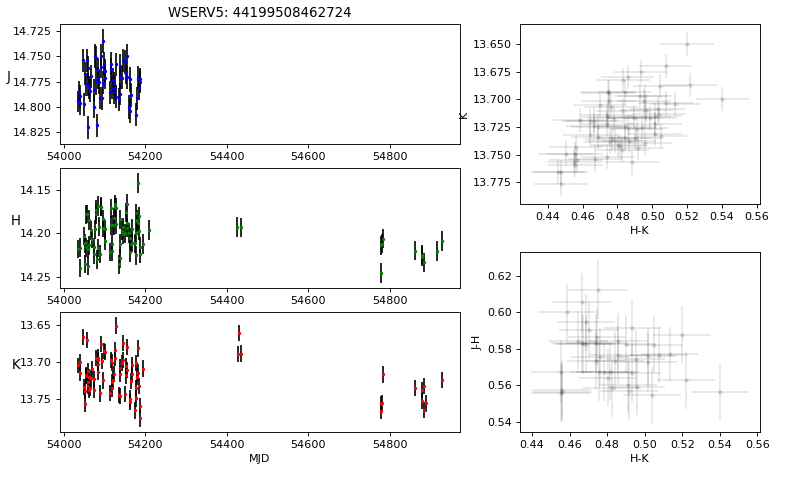 WSERV5: 44199508462724
14.725
14.750
14.775
14.800
14.825
J
54000 54200 54400 54600 54800
14.15
14.20
14.25
H
54000 54200 54400 54600 54800
13.65
13.70
13.75
K
54000 54200 54400 54600 54800
MJD
13.650
13.675
13.700
13.725
13.750
13.775
K
0.44 0.46 0.48 0.50 0.52 0.54 0.56
H-K
0.62
0.60
0.58
0.56
0.54
J-H
0.44 0.46 0.48 0.50 0.52 0.54 0.56
H-K